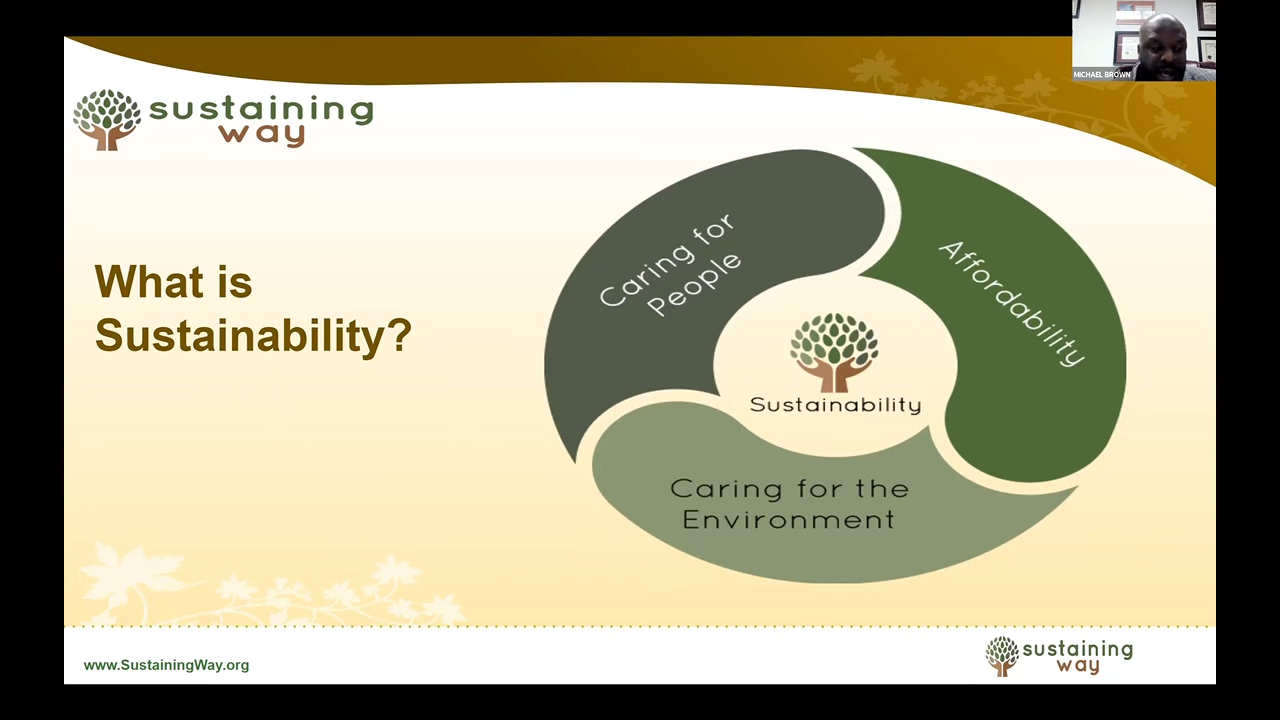 MICHAEL BROWN
sustaining
way
What is
Sustainability?
Caring for
People
Affordability
Sustainability
Caring for the
Environment
www.SustainingWay.org
sustaining
way